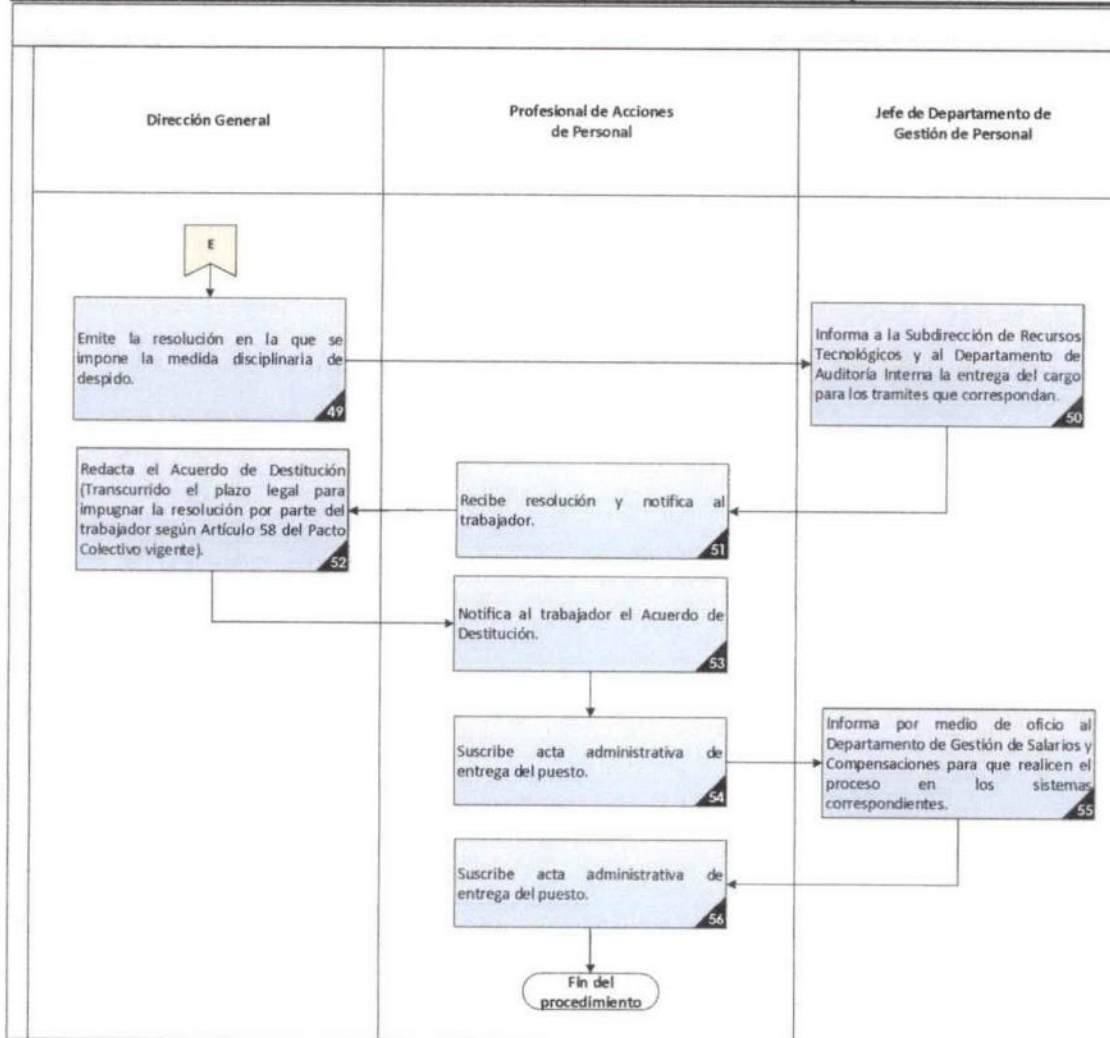 Dirección General
Profesional de Acciones
de Personal
Jefe de Departamento de
Gestión de Personal
E
Emite la resolución en la que se
impone la medida disciplinaria de
despido.
49
Informa a la Subdirección de Recursos
Tecnológicos y al Departamento de
Auditoría Interna la entrega del cargo
para los tramites que correspondan.
50
Redacta el Acuerdo de Destitución
(Transcurrido el plazo legal para
impugnar la resolución por parte del
trabajador según Artículo 58 del Pacto
Colectivo vigente).
52
Recibe resolución y notifica al
trabajador.
51
Notifica al trabajador el Acuerdo de
Destitución.
53
Suscribe acta administrativa de
entrega del puesto.
54
Informa por medio de oficio al
Departamento de Gestión de Salarios y
Compensaciones para que realicen el
proceso en los sistemas
correspondientes.
55
Suscribe acta administrativa de
entrega del puesto.
56
Fin del
procedimiento